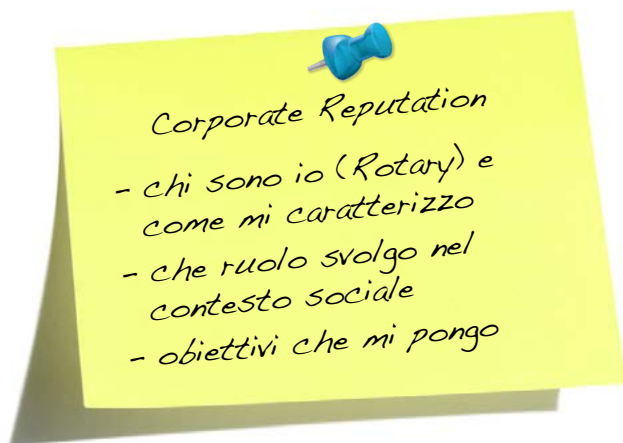 Corporate Reputation
- chi sono io (Rotary) e
come mi caratterizzo
- che ruolo svolgo nel
contesto sociale
- obiettivi che mi pongo